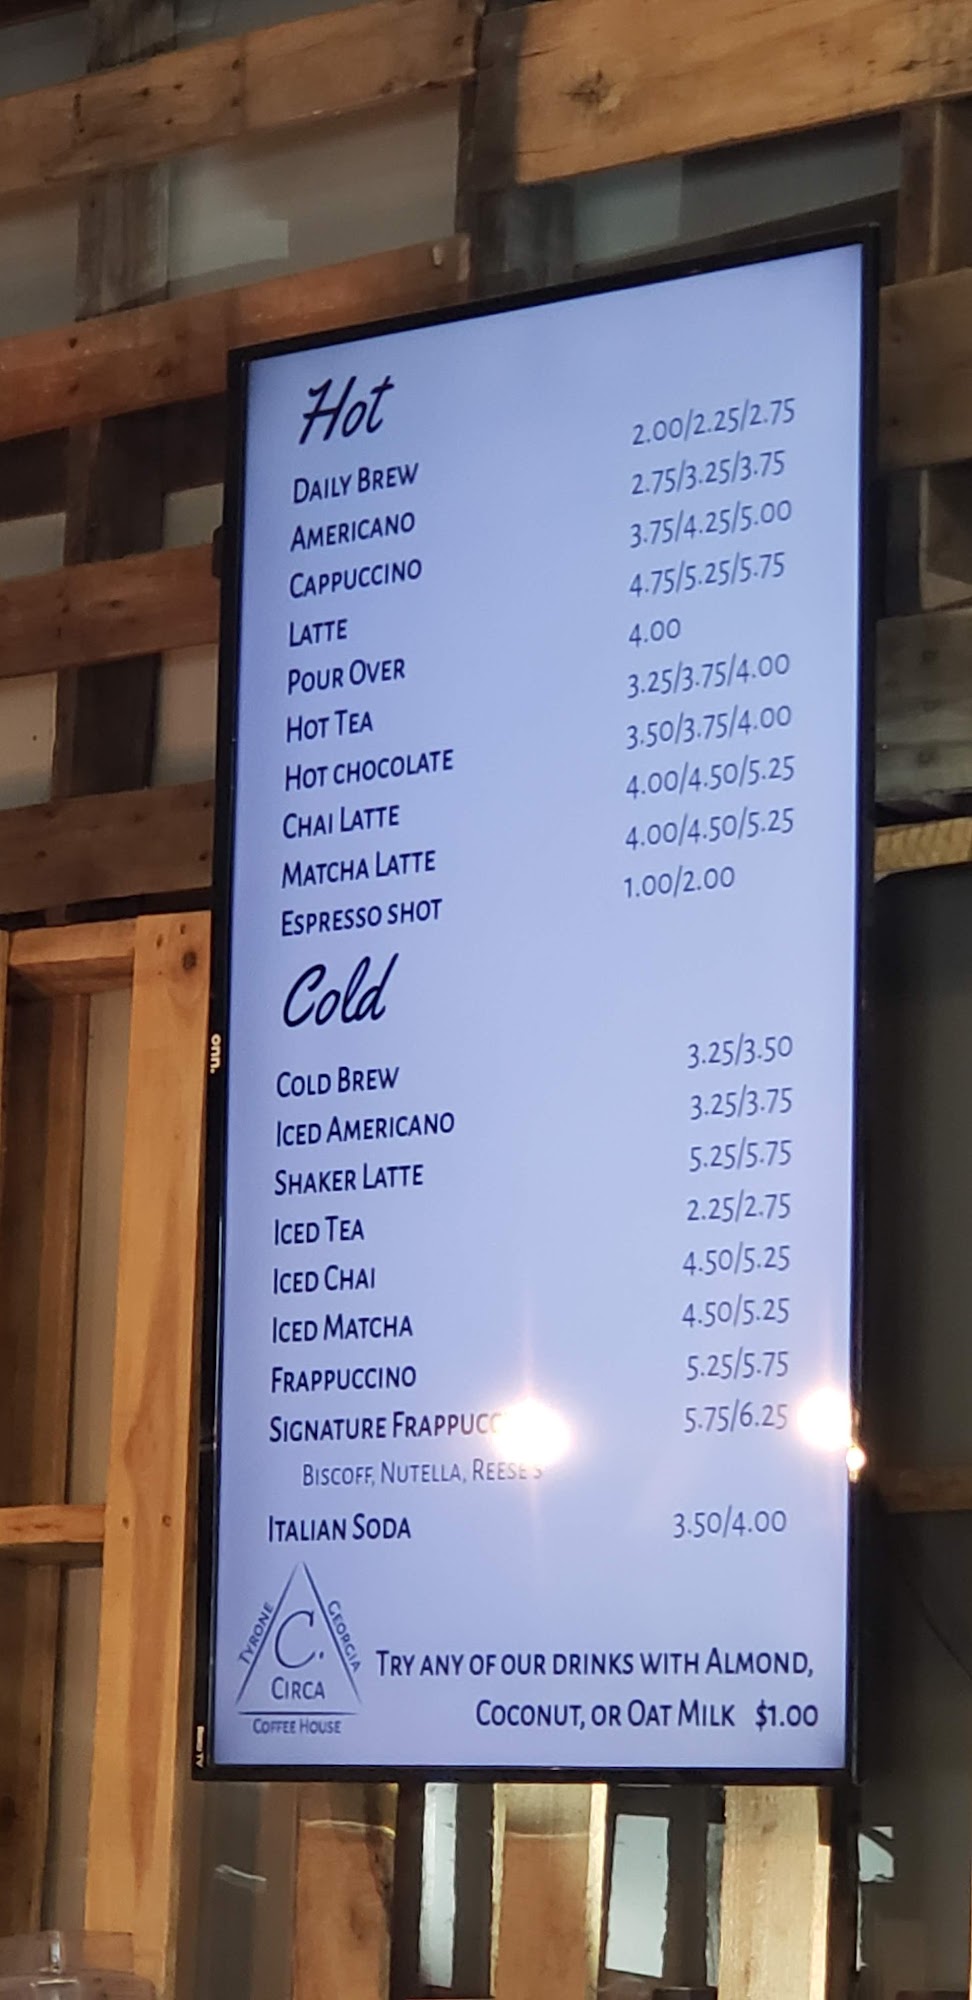 Hot
Daily Brew 2.00/2.25/2.75
Americano 2.75/3.25/3.75
Cappuccino 3.75/4.25/5.00
Latte 4.75/5.25/5.75
Pour Over 4.00
Hot Tea 3.25/3.75/4.00
Hot chocolate 3.50/3.75/4.00
Chai Latte 4.00/4.50/5.25
Matcha Latte 4.00/4.50/5.25
Espresso shot 1.00/2.00
Cold
Cold Brew 3.25/3.50
Iced Americano 3.25/3.75
Shaker Latte 5.25/5.75
Iced Tea 2.25/2.75
Iced Chai 4.50/5.25
Iced Matcha 4.50/5.25
Frappuccino 5.25/5.75
Signature 5.75/6.25
Biscoff, Nutella, Reese's
Italian Soda 3.50/4.00
Tyrone Georgia
C.
Circa
Coffee House
Try any of our drinks with Almond,
Coconut, or Oat Milk $1.00
onn.
Roku TV